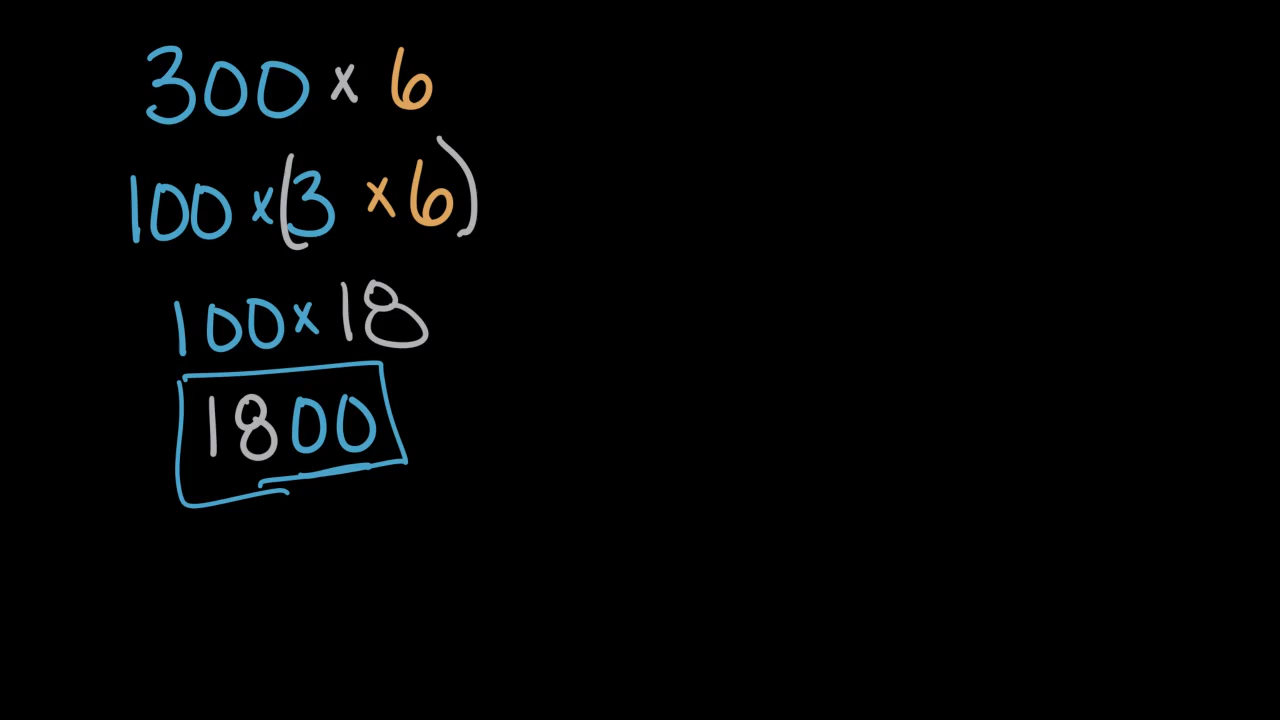 300 × 6
100 × (3 × 6)
100 × 18
1800